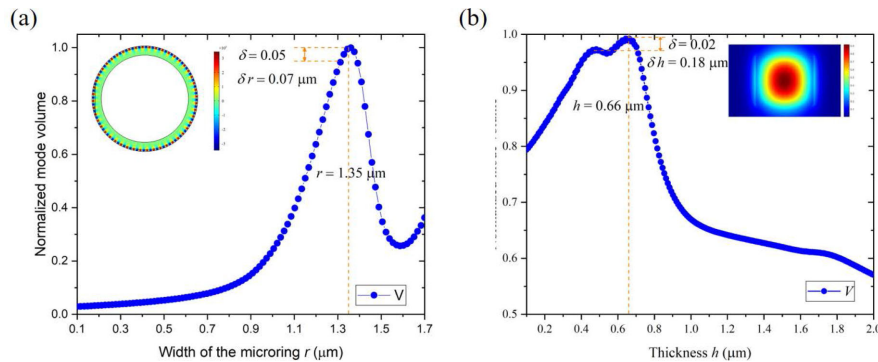 (a)
1.0
0.8
0.6
0.4
0.2
0.0
Normalized mode volume
δ = 0.05
δ r = 0.07 μm
r = 1.35 μm
V
0.1 0.3 0.5 0.7 0.9 1.1 1.3 1.5 1.7
Width of the microring r (μm)
(b)
1.0
0.9
0.8
0.7
0.6
0.5
δ = 0.02
δ h = 0.18 μm
h = 0.66 μm
V
0.2 0.4 0.6 0.8 1.0 1.2 1.4 1.6 1.8 2.0
Thickness h (μm)